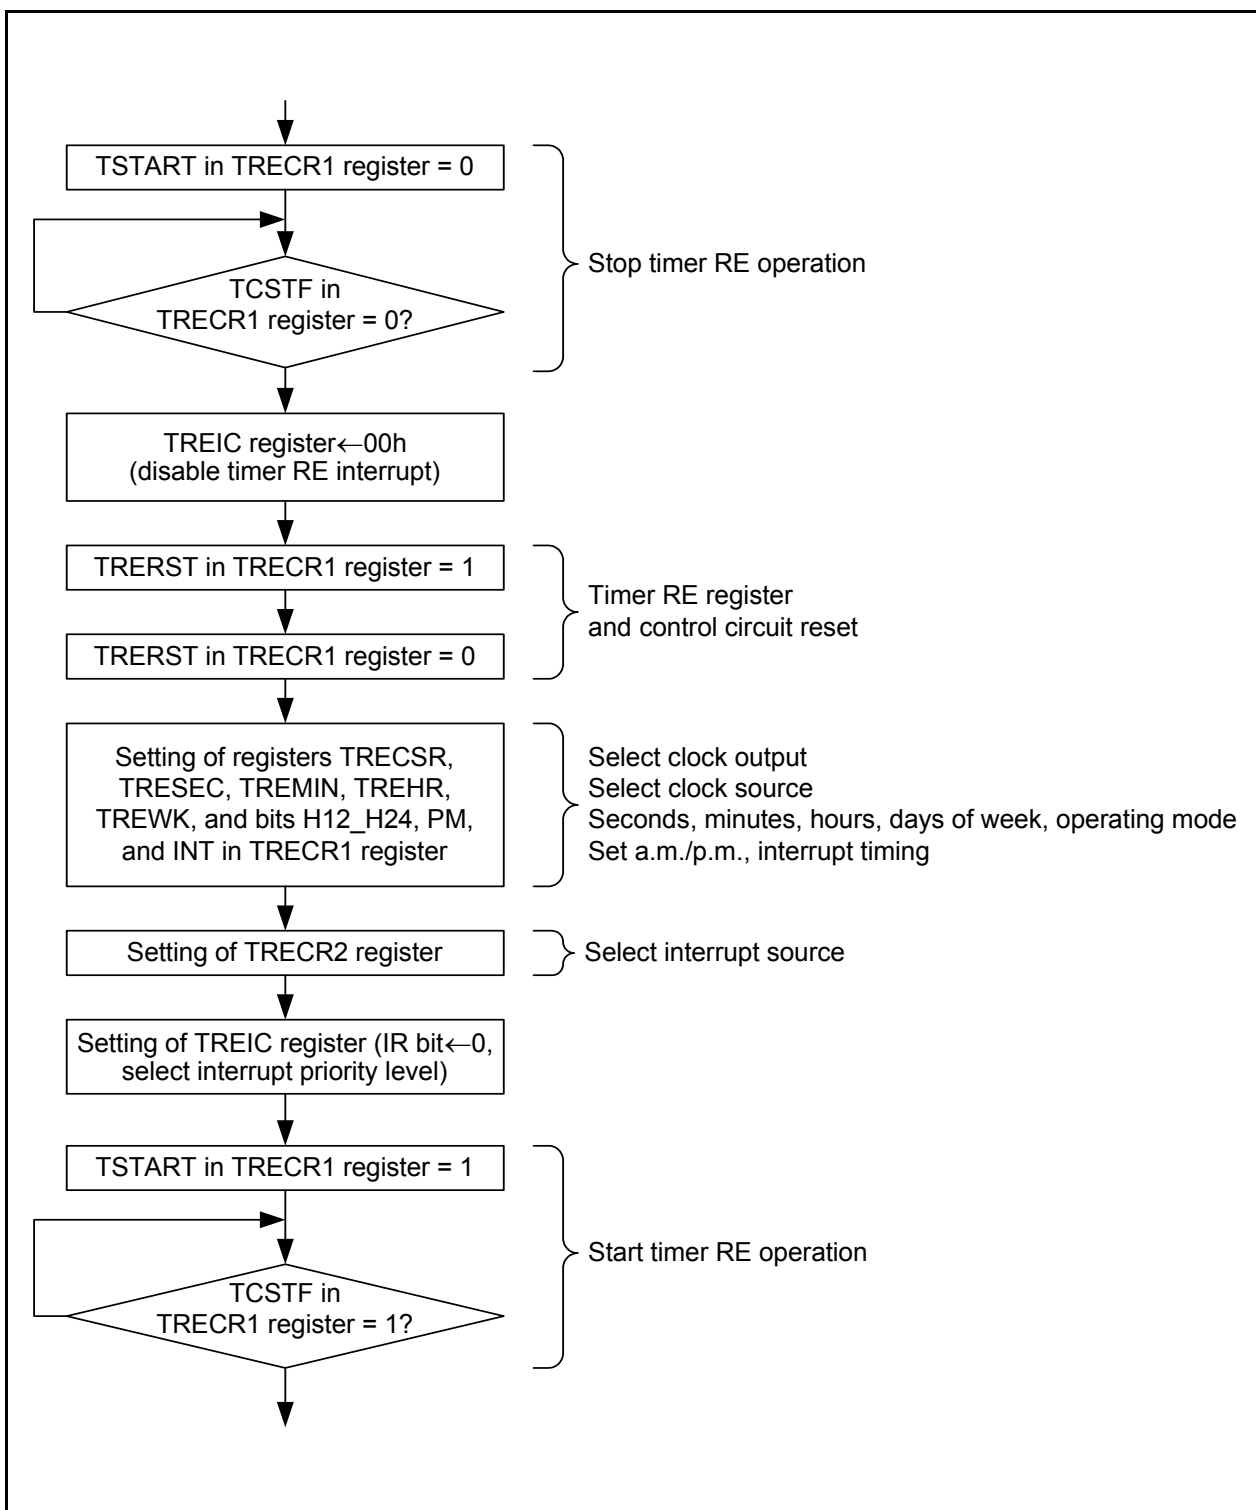 TSTART in TRECR1 register = 0
Stop timer RE operation
TCSTF in
TRECR1 register = 0?
TREIC register←00h
(disable timer RE interrupt)
TRERST in TRECR1 register = 1
Timer RE register
and control circuit reset
TRERST in TRECR1 register = 0
Setting of registers TRECSR,
TRESEC, TREMIN, TREHR,
TREWK, and bits H12_H24, PM,
and INT in TRECR1 register
Select clock output
Select clock source
Seconds, minutes, hours, days of week, operating mode
Set a.m./p.m., interrupt timing
Setting of TRECR2 register
Select interrupt source
Setting of TREIC register (IR bit←0,
select interrupt priority level)
TSTART in TRECR1 register = 1
Start timer RE operation
TCSTF in
TRECR1 register = 1?